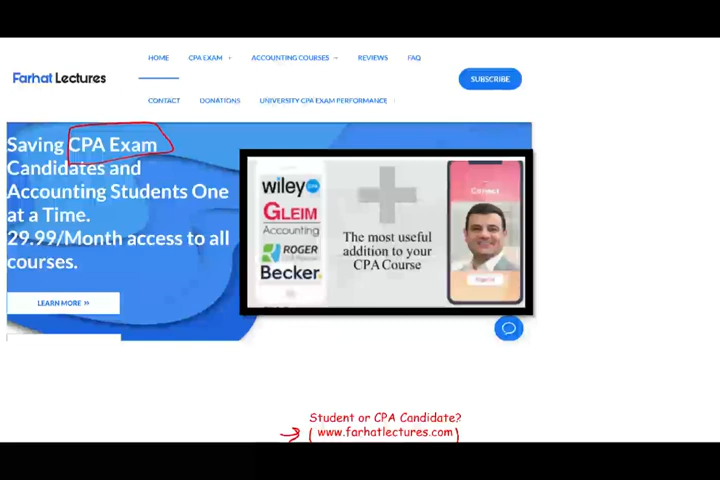 HOME CPA EXAM ACCOUNTING COURSES REVIEWS FAQ
Farhat Lectures
SUBSCRIBE
CONTACT DONATIONS UNIVERSITY CPA EXAM PERFORMANCE
Saving CPA Exam
Candidates and
Accounting Students One
at a Time.
29.99/Month access to all
courses.
LEARN MORE »
wiley CPA
GLEIM
Accounting
ROGER
Becker.
The most useful
addition to your
CPA Course
Connect
Student or CPA Candidate?
www.farhatlectures.com